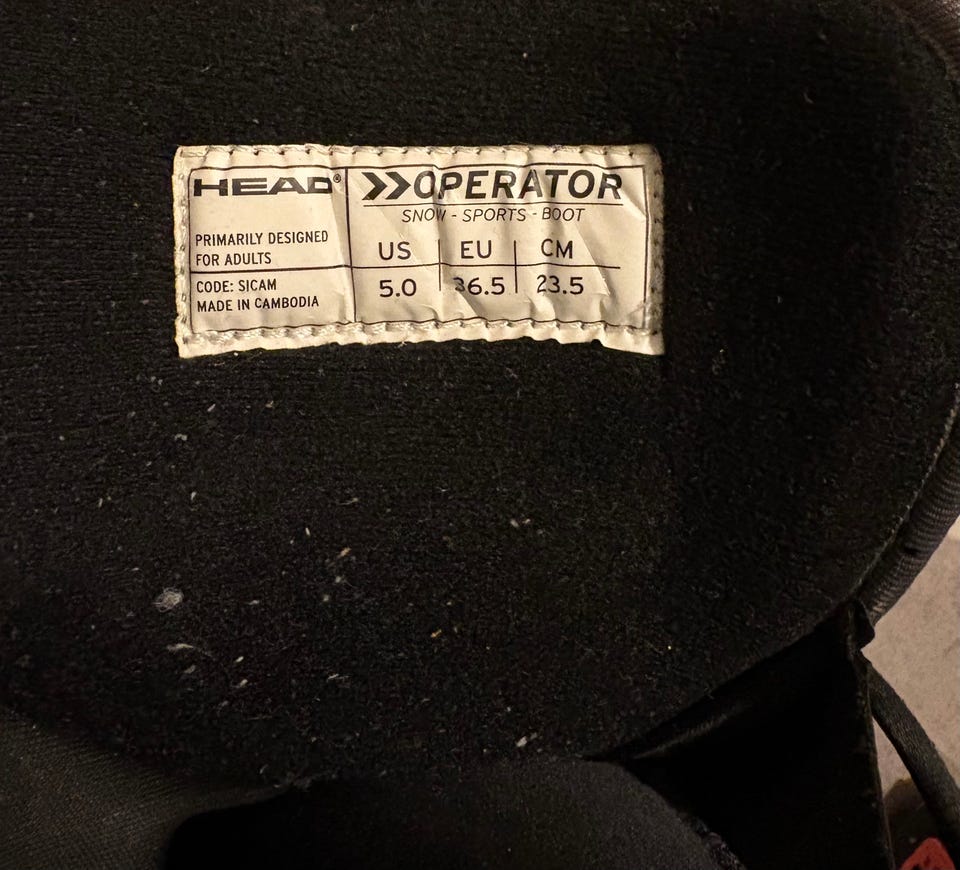 HEAD®
PRIMARILY DESIGNED
FOR ADULTS
CODE: SICAM
MADE IN CAMBODIA
OPERATOR
SNOW - SPORTS - BOOT
US | EU | CM
5.0 | 36.5 | 23.5